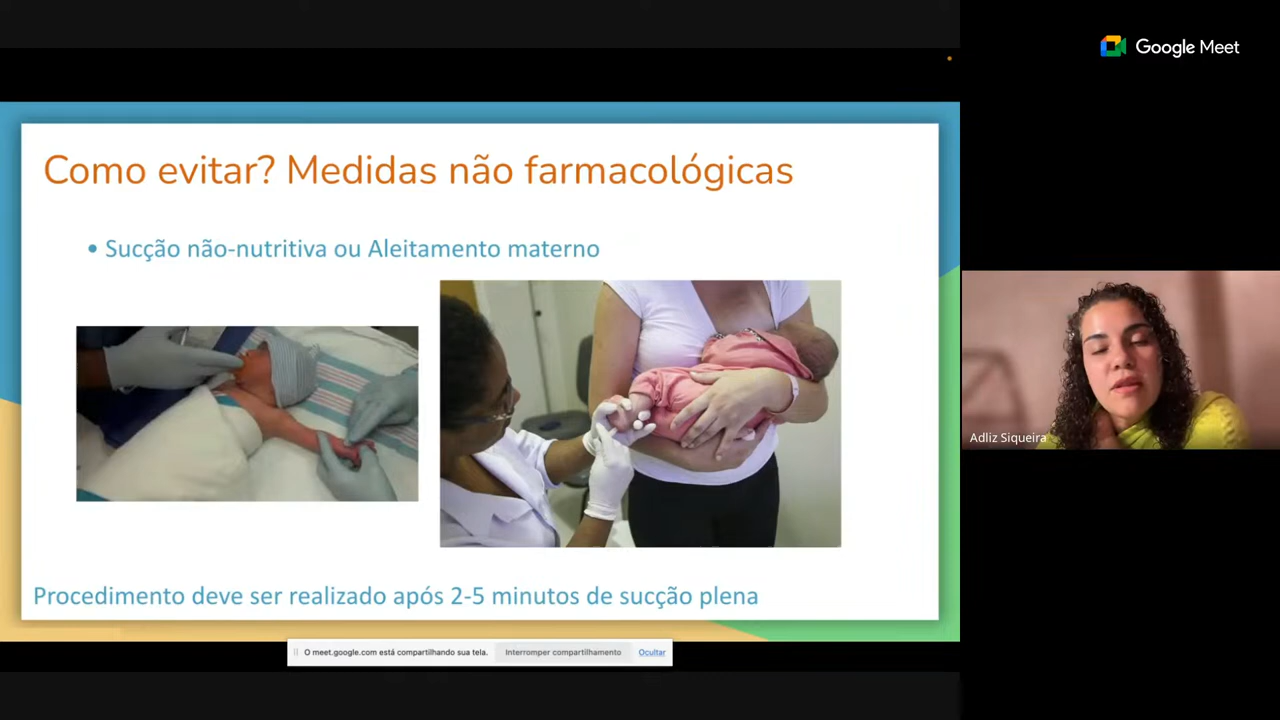 Google Meet
Como evitar? Medidas não farmacológicas
• Sucção não-nutritiva ou Aleitamento materno
Adliz Siqueira
Procedimento deve ser realizado após 2-5 minutos de sucção plena
O meet.google.com está compartilhando sua tela.
Interromper compartilhamento
Ocultar